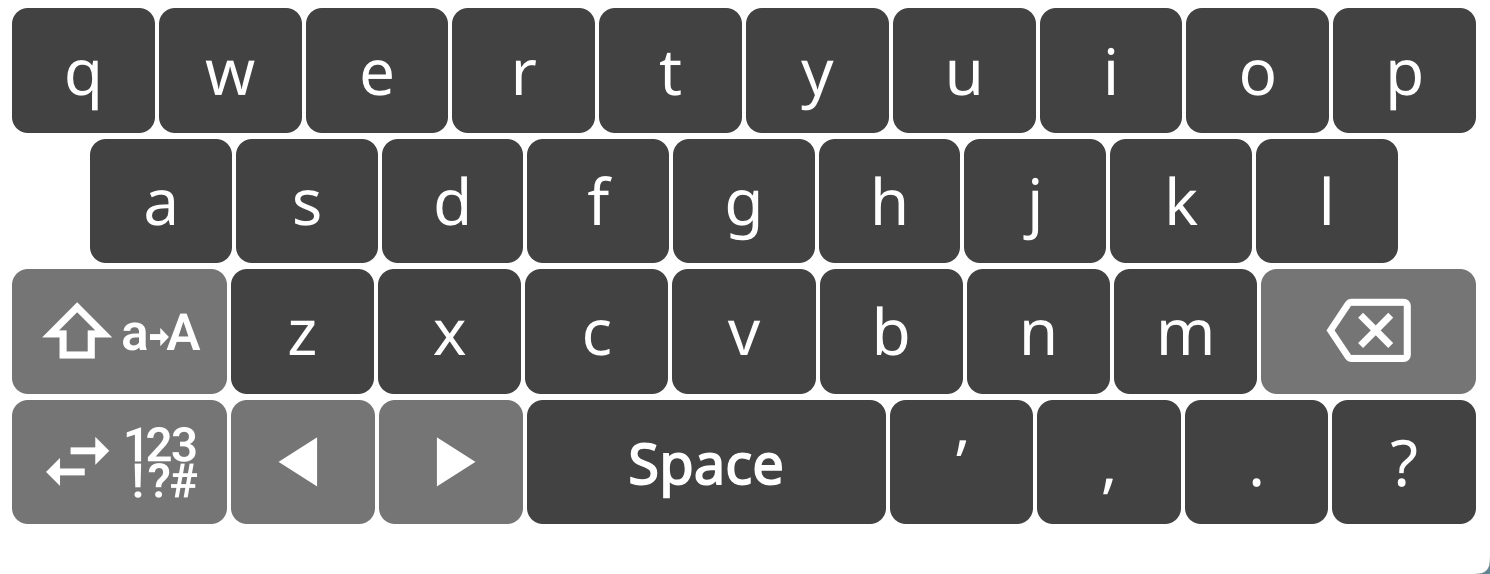 q w e r t y u i o p
a s d f g h j k l
a→A z x c v b n m
123 !?# Space ’ , . ?